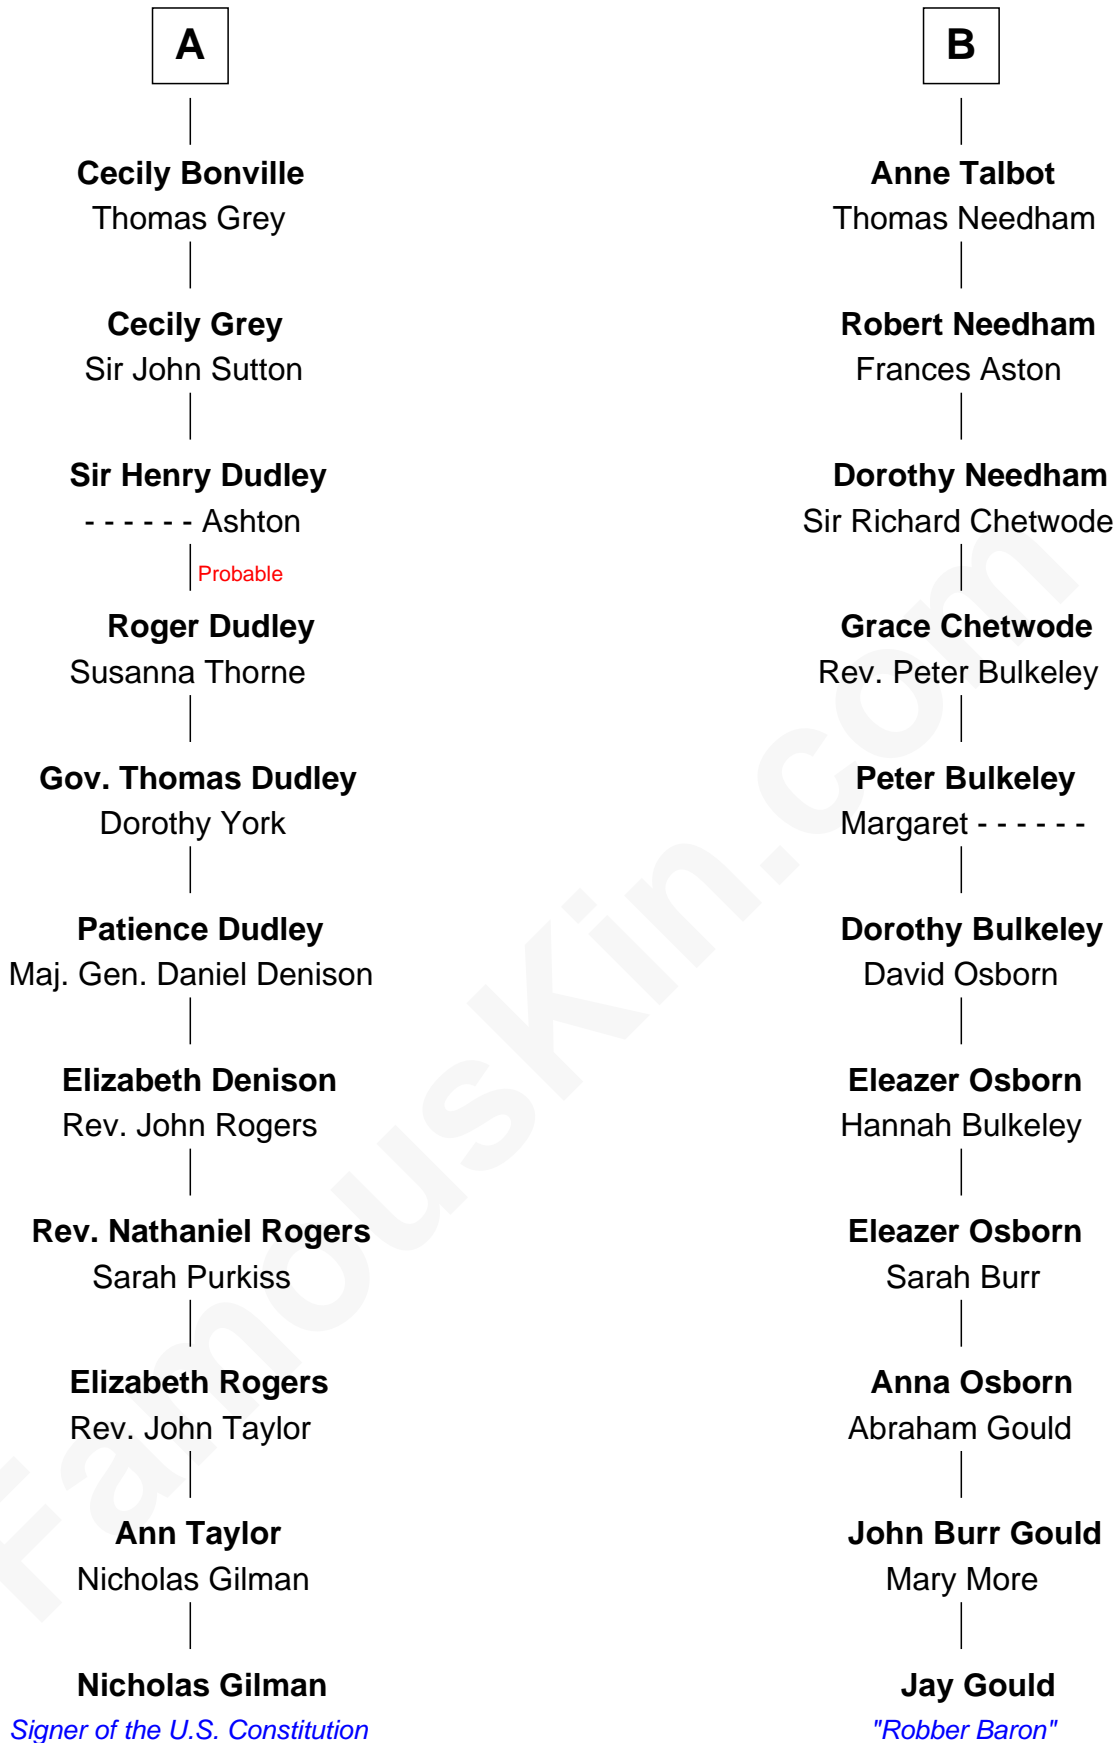 A
Cecily Bonville
Thomas Grey
Cecily Grey
Sir John Sutton
Sir Henry Dudley
- - - - - - Ashton
Probable
Roger Dudley
Susanna Thorne
Gov. Thomas Dudley
Dorothy York
Patience Dudley
Maj. Gen. Daniel Denison
Elizabeth Denison
Rev. John Rogers
Rev. Nathaniel Rogers
Sarah Purkiss
Elizabeth Rogers
Rev. John Taylor
Ann Taylor
Nicholas Gilman
Nicholas Gilman
Signer of the U.S. Constitution
B
Anne Talbot
Thomas Needham
Robert Needham
Frances Aston
Dorothy Needham
Sir Richard Chetwode
Grace Chetwode
Rev. Peter Bulkeley
Peter Bulkeley
Margaret - - - - - -
Dorothy Bulkeley
David Osborn
Eleazer Osborn
Hannah Bulkeley
Eleazer Osborn
Sarah Burr
Anna Osborn
Abraham Gould
John Burr Gould
Mary More
Jay Gould
"Robber Baron"
FamousKin.com